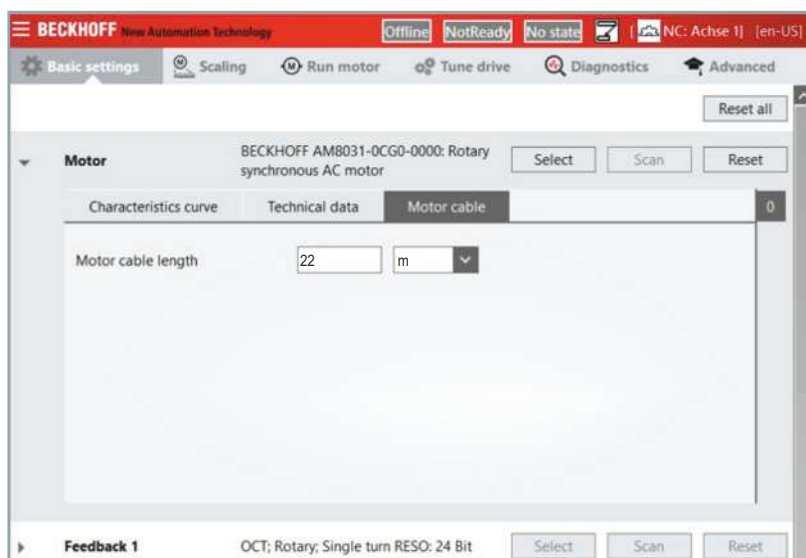 BECKHOFF New Automation Technology Offline NotReady No state [ NC: Achse 1] [en-US]
Basic settings Scaling Run motor Tune drive Diagnostics Advanced
Reset all
Motor
BECKHOFF AM8031-0CG0-0000: Rotary
synchronous AC motor
Select Scan Reset
Characteristics curve Technical data Motor cable 0
Motor cable length 22 m
Feedback 1 OCT; Rotary; Single turn RESO: 24 Bit Select Scan Reset